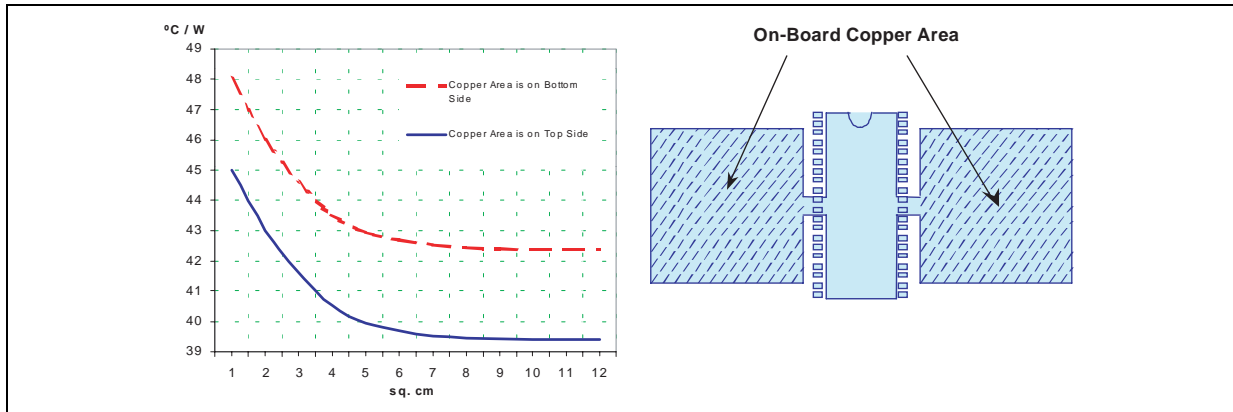 ºC / W
49
48
47
46
45
44
43
42
41
40
39
1 2 3 4 5 6 7 8 9 10 11 12
sq. cm
Copper Area is on Bottom
Side
Copper Area is on Top Side
On-Board Copper Area